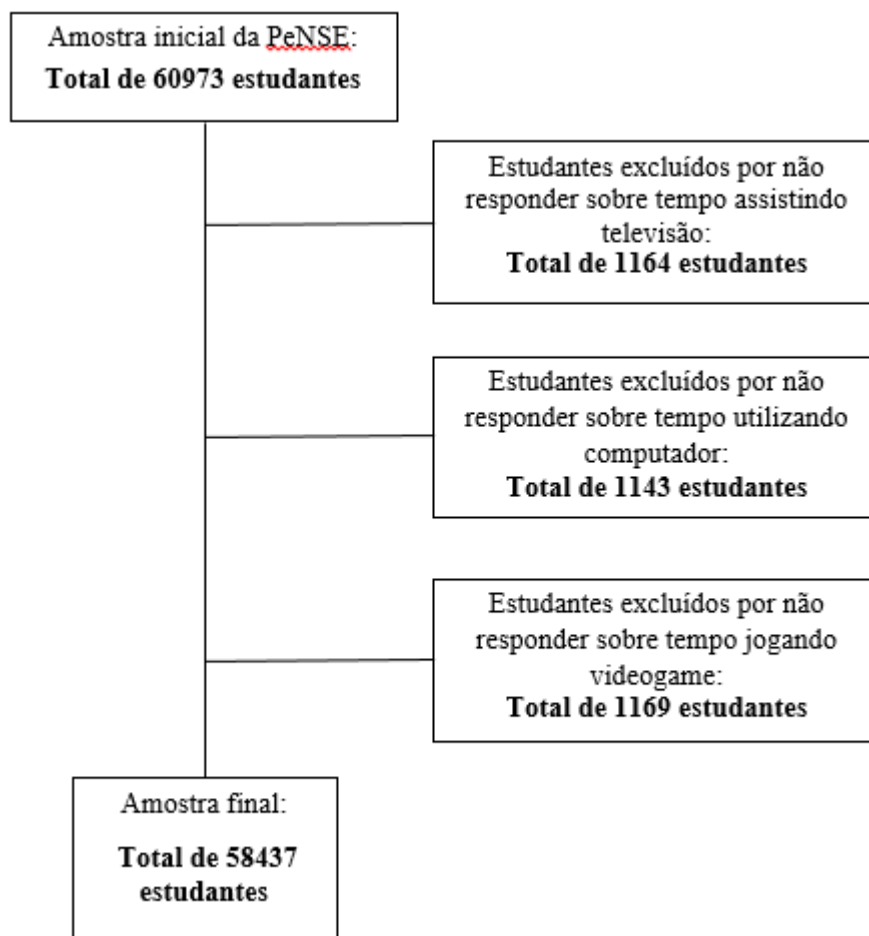 Amostra inicial da PeNSE:
Total de 60973 estudantes
Estudantes excluídos por não
responder sobre tempo assistindo
televisão:
Total de 1164 estudantes
Estudantes excluídos por não
responder sobre tempo utilizando
computador:
Total de 1143 estudantes
Estudantes excluídos por não
responder sobre tempo jogando
videogame:
Total de 1169 estudantes
Amostra final:
Total de 58437
estudantes